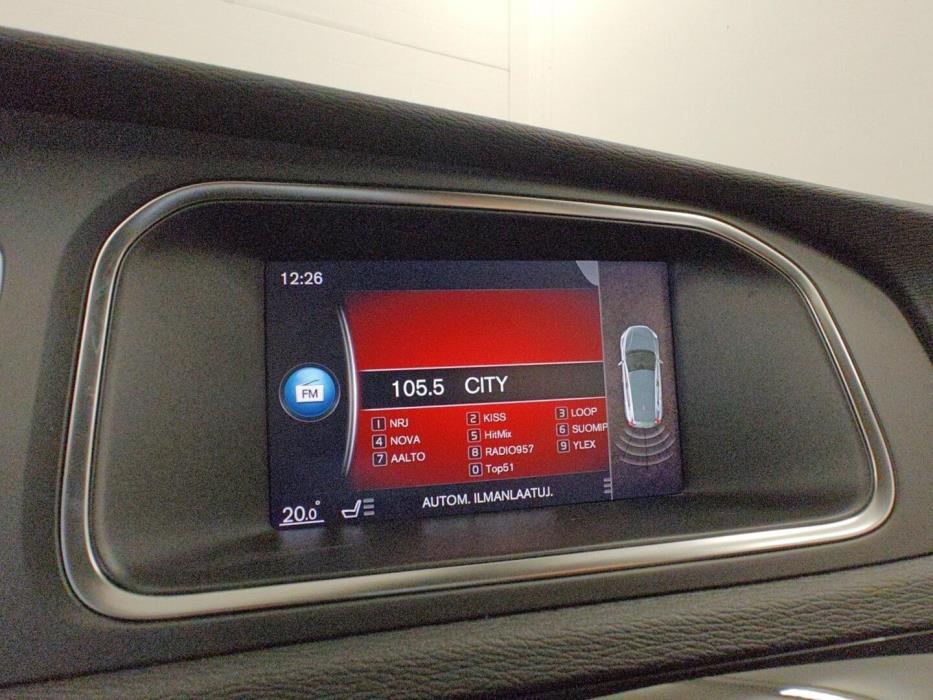 12:26
FM
105.5 CITY
1 NRJ 2 KISS 3 LOOP
4 NOVA 5 HitMix 6 SUOMIP
7 AALTO 8 RADIO957 9 YLEX
0 Top51
20.0° AUTOM. ILMANLAATUJ.